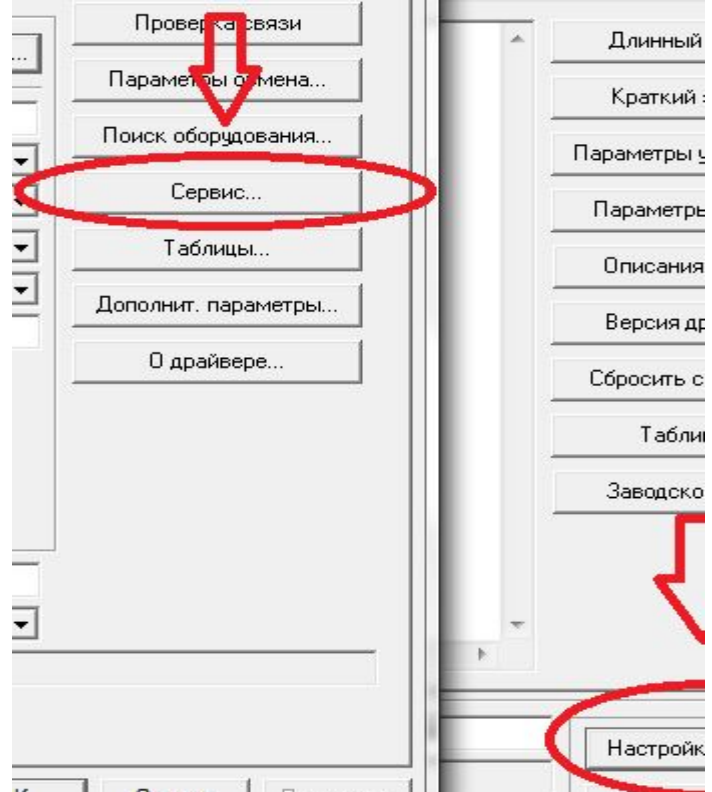 ...
Проверка связи
Параметры обмена...
Поиск оборудования...
Сервис...
Таблицы...
Дополнит. параметры...
О драйвере...
Длинный
Краткий
Параметры
Параметры
Описания
Версия др
Сбросить с
Табли
Заводско
Настройк